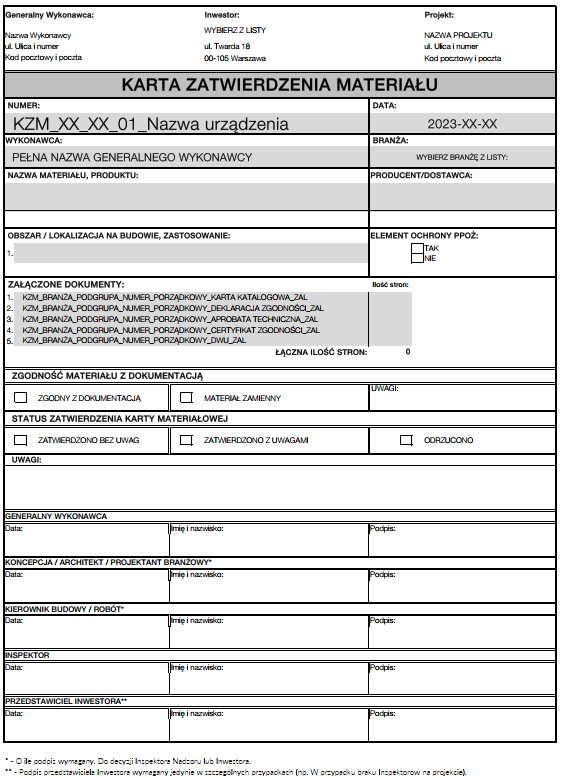 Generalny Wykonawca: Inwestor: Projekt:
Nazwa Wykonawcy WYBIERZ Z LISTY NAZWA PROJEKTU
ul. Ulica i numer ul. Twarda 18 ul. Ulica i numer
Kod pocztowy i poczta 00-105 Warszawa Kod pocztowy i poczta
KARTA ZATWIERDZENIA MATERIAŁU
NUMER: DATA:
KZM_XX_XX_01_Nazwa urządzenia 2023-XX-XX
WYKONAWCA: BRANŻA:
PEŁNA NAZWA GENERALNEGO WYKONAWCY WYBIERZ BRANŻĘ Z LISTY:
NAZWA MATERIAŁU, PRODUKTU: PRODUCENT/DOSTAWCA:
OBSZAR / LOKALIZACJA NA BUDOWIE, ZASTOSOWANIE: ELEMENT OCHRONY PPOŻ:
1. TAK
NIE
ZAŁĄCZONE DOKUMENTY: Ilość stron:
1. KZM_BRANŻA_PODGRUPA_NUMER_PORZĄDKOWY_KARTA KATALOGOWA_ZAL
2. KZM_BRANŻA_PODGRUPA_NUMER_PORZĄDKOWY_DEKLARACJA ZGODNOŚCI_ZAL
3. KZM_BRANŻA_PODGRUPA_NUMER_PORZĄDKOWY_APROBATA TECHNICZNA_ZAL
4. KZM_BRANŻA_PODGRUPA_NUMER_PORZĄDKOWY_CERTYFIKAT ZGODNOŚCI_ZAL
5. KZM_BRANŻA_PODGRUPA_NUMER_PORZĄDKOWY_DWU_ZAL
ŁĄCZNA ILOŚĆ STRON: 0
ZGODNOŚĆ MATERIAŁU Z DOKUMENTACJĄ
ZGODNY Z DOKUMENTACJĄ MATERIAŁ ZAMIENNY UWAGI:
STATUS ZATWIERDZENIA KARTY MATERIAŁOWEJ
ZATWIERDZONO BEZ UWAG ZATWIERDZONO Z UWAGAMI ODRZUCONO
UWAGI:
GENERALNY WYKONAWCA
Data: Imię i nazwisko: Podpis:
KONCEPCJA / ARCHITEKT / PROJEKTANT BRANŻOWY*
Data: Imię i nazwisko: Podpis:
KIEROWNIK BUDOWY / ROBÓT*
Data: Imię i nazwisko: Podpis:
INSPEKTOR
Data: Imię i nazwisko: Podpis:
PRZEDSTAWICIEL INWESTORA**
Data: Imię i nazwisko: Podpis:
* - O ile podpis wymagany. Do decyzji Inspektora Nadzoru lub Inwestora.
** - Podpis przedstawiciela Inwestora wymagany jedynie w szczególnych przypadkach (np. W przypadku braku Inspektorów na projekcie).